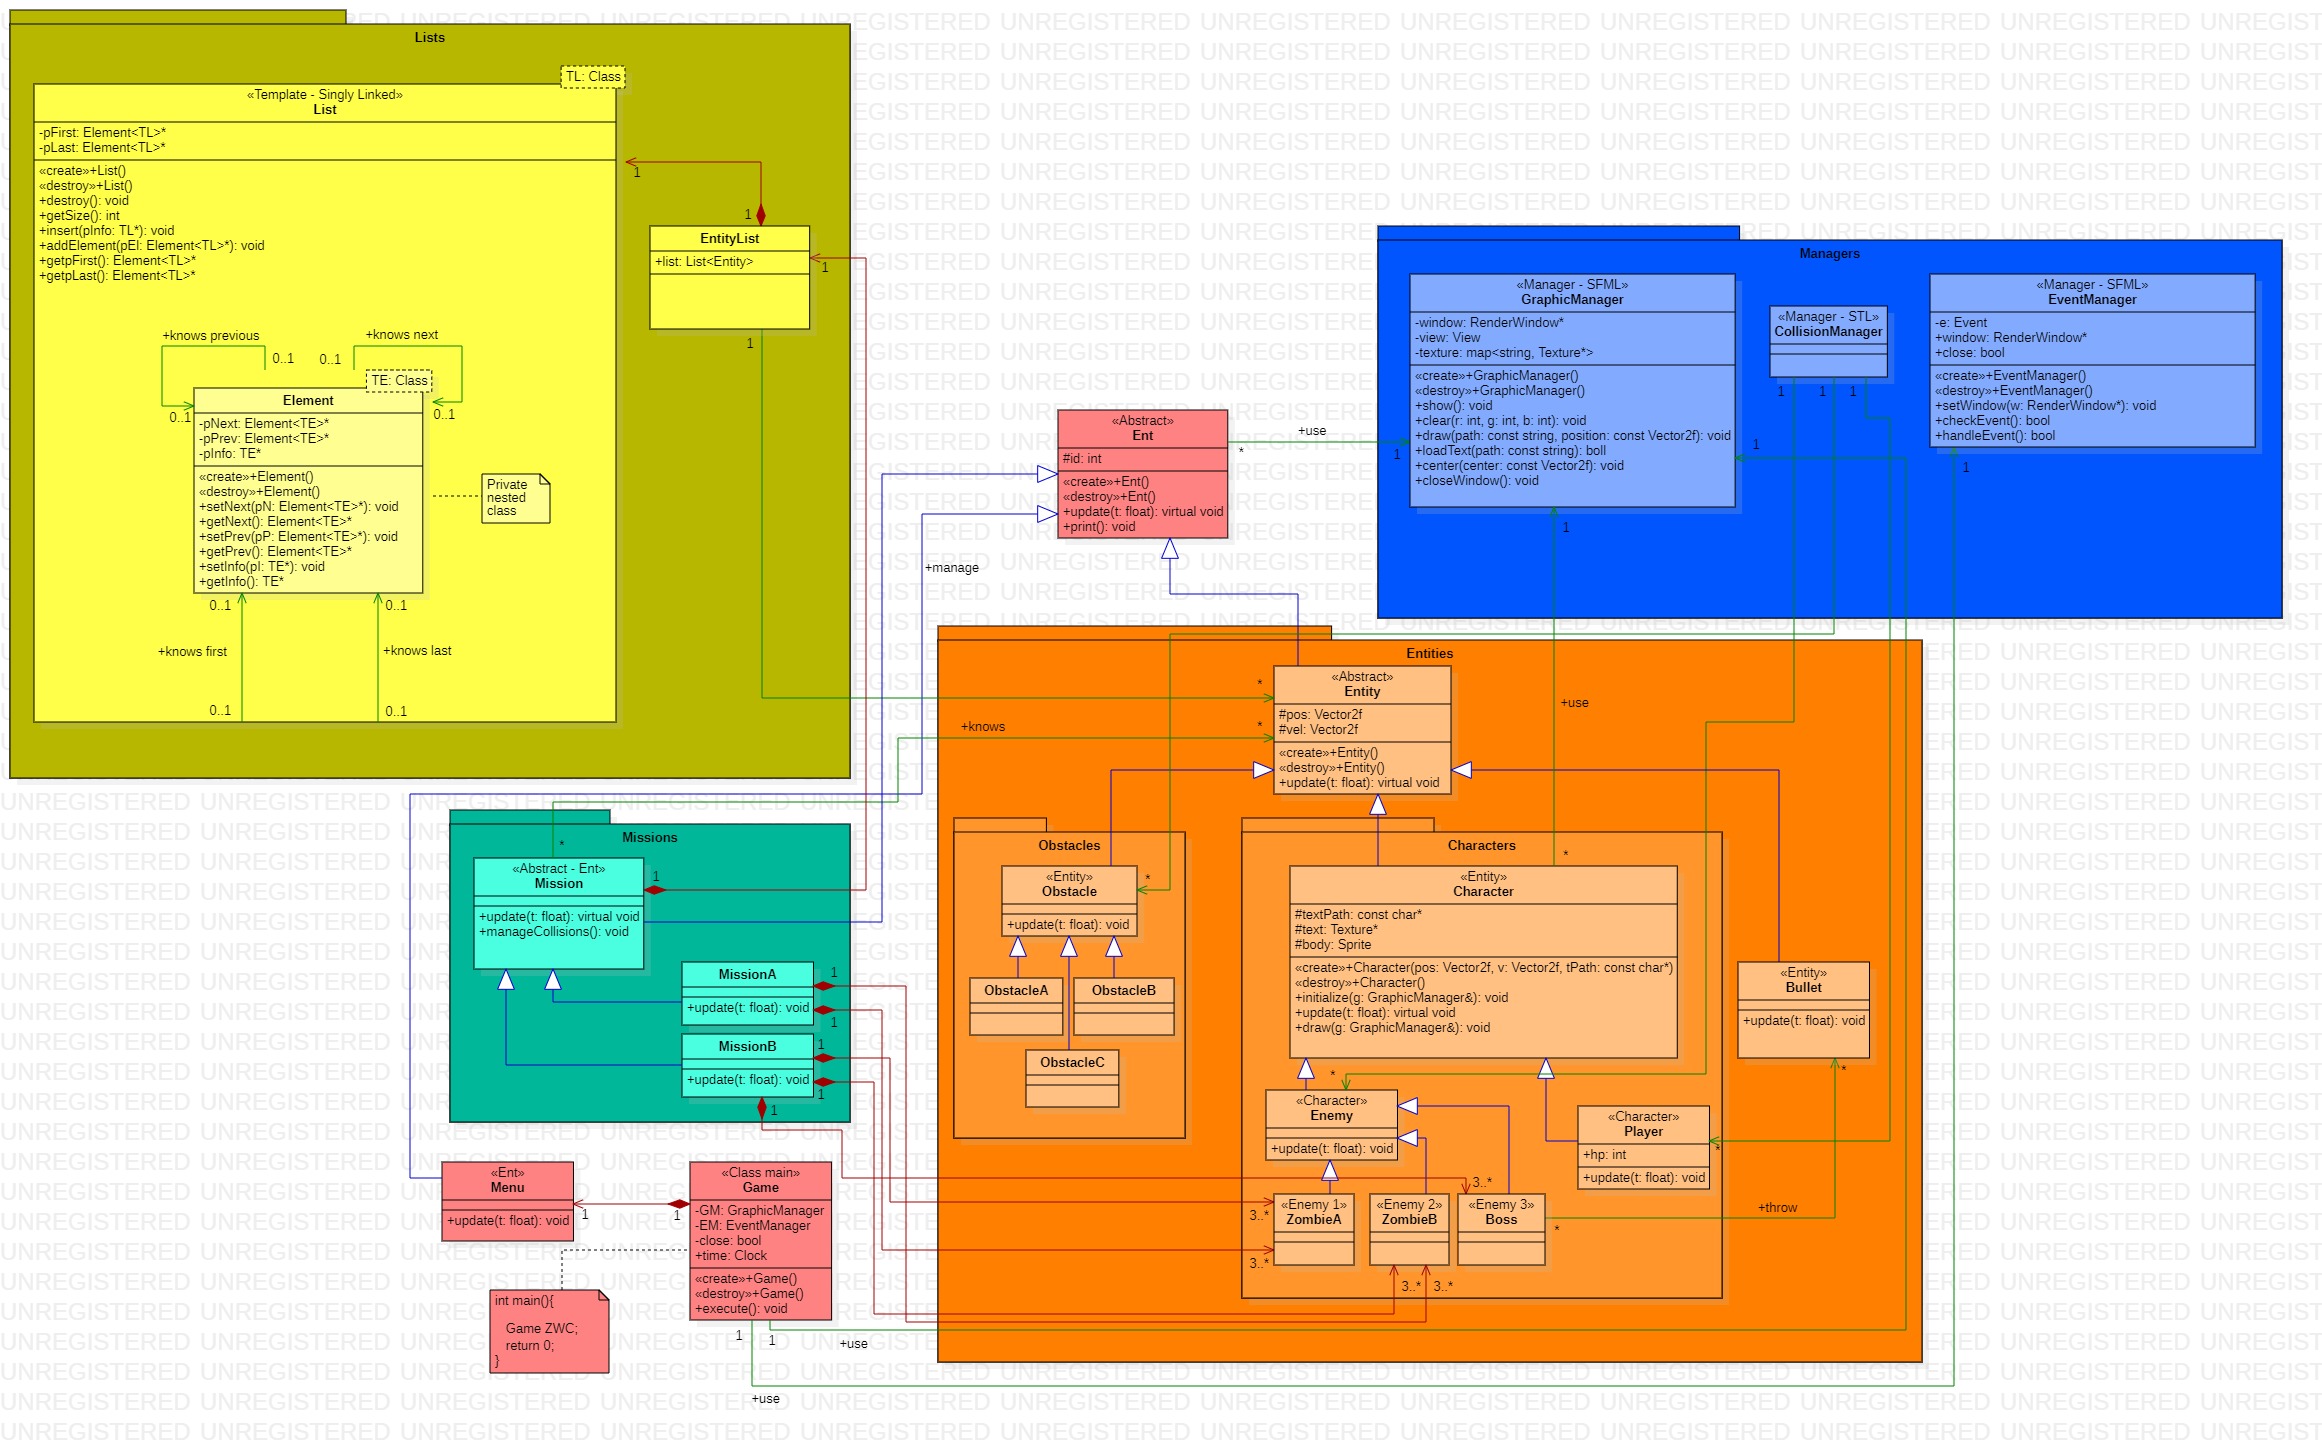 Lists
TL: Class
«Template - Singly Linked»
List
-pFirst: Element<TL>*
-pLast: Element<TL>*
«create»+List()
«destroy»+List()
+destroy(): void
+getSize(): int
+insert(pInfo: TL*): void
+addElement(pEl: Element<TL>*): void
+getpFirst(): Element<TL>*
+getpLast(): Element<TL>*
+knows previous
0..1
0..1
+knows next
0..1
0..1
TE: Class
Element
-pNext: Element<TE>*
-pPrev: Element<TE>*
-pInfo: TE*
«create»+Element()
«destroy»+Element()
+setNext(pN: Element<TE>*): void
+getNext(): Element<TE>*
+setPrev(pP: Element<TE>*): void
+getPrev(): Element<TE>*
+setInfo(pI: TE*): void
+getInfo(): TE*
Private
nested
class
0..1
0..1
+knows first
+knows last
0..1
0..1
1
1
EntityList
+list: List<Entity>
1
1
Managers
«Manager - SFML»
GraphicManager
-window: RenderWindow*
-view: View
-texture: map<string, Texture*>
«create»+GraphicManager()
«destroy»+GraphicManager()
+show(): void
+clear(r: int, g: int, b: int): void
+draw(path: const string, position: const Vector2f): void
+loadText(path: const string): boll
+center(center: const Vector2f): void
+closeWindow(): void
«Manager - STL»
CollisionManager
1
1
1
«Manager - SFML»
EventManager
-e: Event
+window: RenderWindow*
+close: bool
«create»+EventManager()
«destroy»+EventManager()
+setWindow(w: RenderWindow*): void
+checkEvent(): bool
+handleEvent(): bool
1
1
1
1
«Abstract»
Ent
#id: int
«create»+Ent()
«destroy»+Ent()
+update(t: float): virtual void
+print(): void
+use
*
+manage
Entities
«Abstract»
Entity
#pos: Vector2f
#vel: Vector2f
«create»+Entity()
«destroy»+Entity()
+update(t: float): virtual void
*
*
+knows
+use
Obstacles
«Entity»
Obstacle
+update(t: float): void
*
ObstacleA
ObstacleB
ObstacleC
Characters
*
«Entity»
Character
#textPath: const char*
#text: Texture*
#body: Sprite
«create»+Character(pos: Vector2f, v: Vector2f, tPath: const char*)
«destroy»+Character()
+initialize(g: GraphicManager&): void
+update(t: float): virtual void
+draw(g: GraphicManager&): void
«Entity»
Bullet
+update(t: float): void
*
*
«Character»
Enemy
+update(t: float): void
«Character»
Player
+hp: int
+update(t: float): void
*
«Enemy 1»
ZombieA
«Enemy 2»
ZombieB
«Enemy 3»
Boss
3..*
3..*
3..*
3..*
3..*
*
+throw
Missions
*
«Abstract - Ent»
Mission
+update(t: float): virtual void
+manageCollisions(): void
1
MissionA
+update(t: float): void
1
1
MissionB
+update(t: float): void
1
1
1
«Ent»
Menu
+update(t: float): void
1
1
«Class main»
Game
-GM: GraphicManager
-EM: EventManager
-close: bool
+time: Clock
«create»+Game()
«destroy»+Game()
+execute(): void
1
1
+use
+use
int main(){
Game ZWC;
return 0;
}
UNREGISTERED